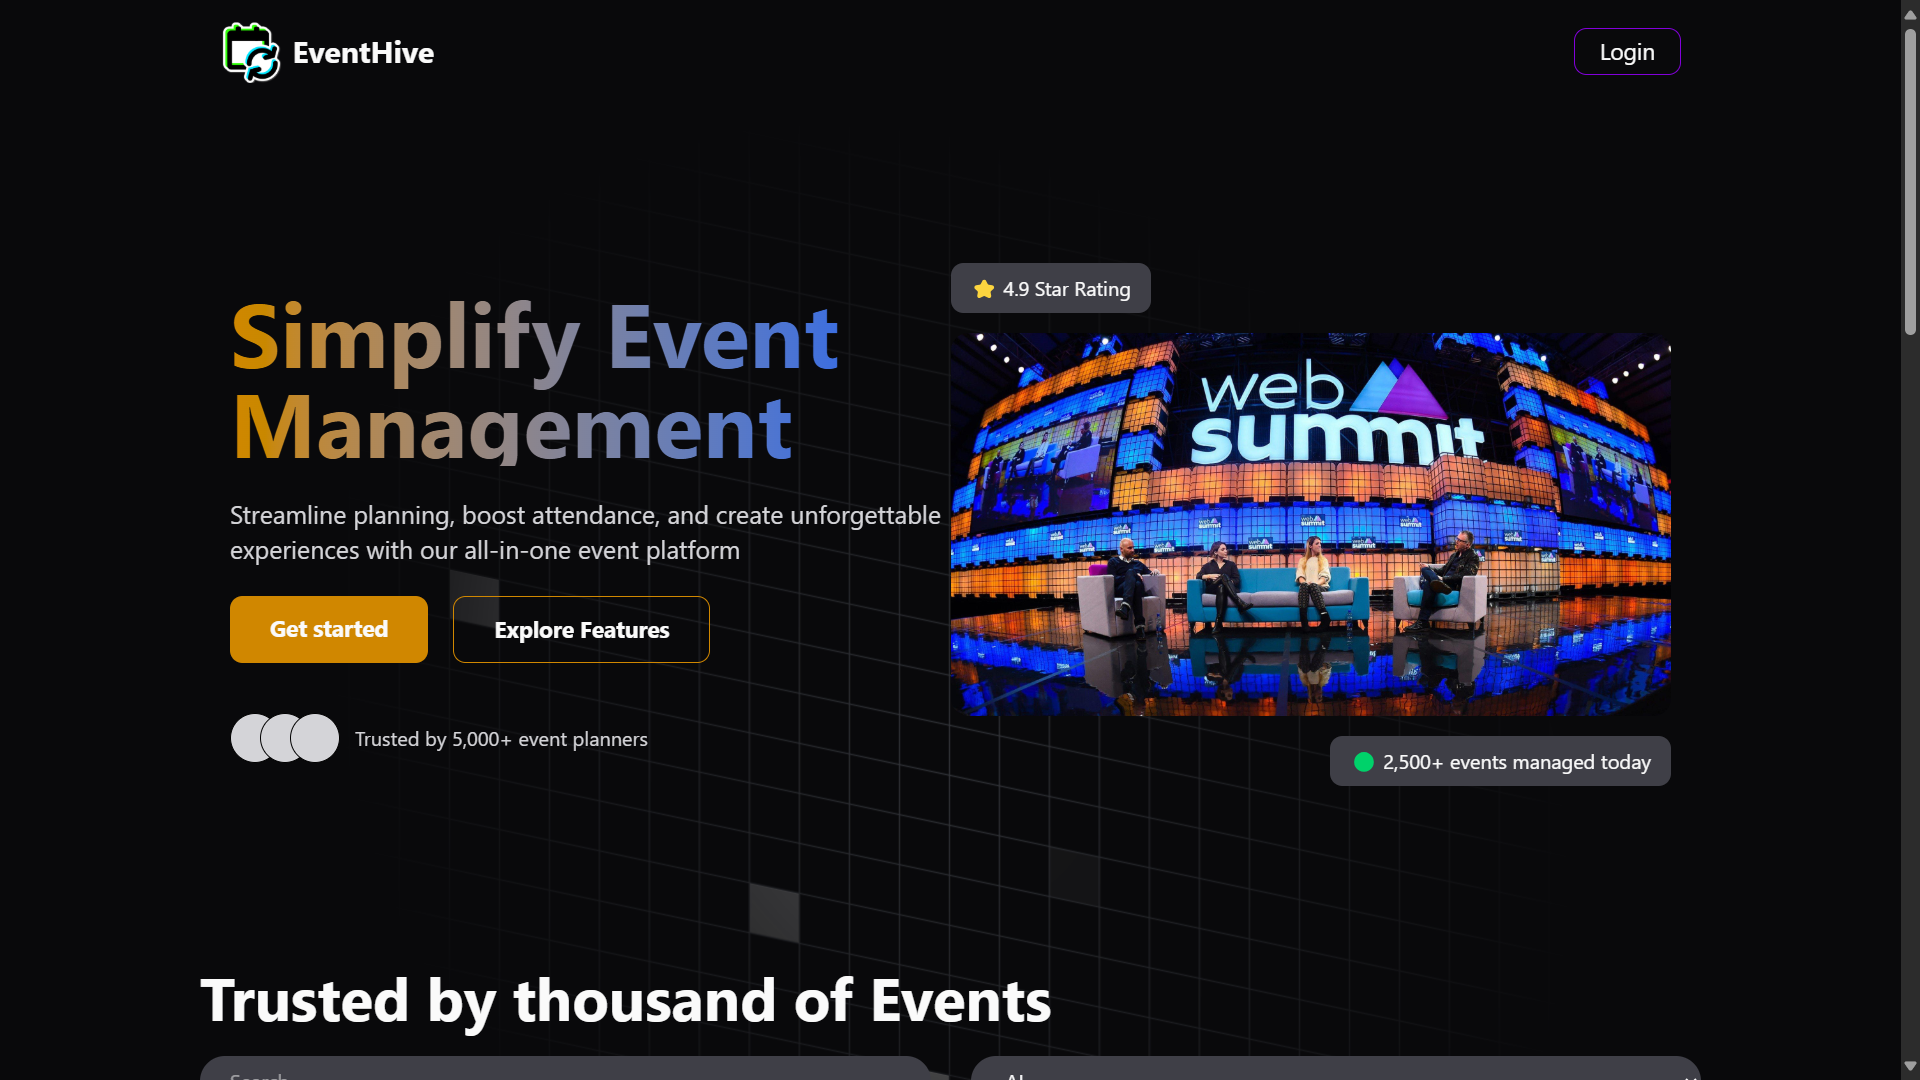 EventHive
Login
4.9 Star Rating
Simplify Event
Management
web
summit
Streamline planning, boost attendance, and create unforgettable
experiences with our all-in-one event platform
Get started
Explore Features
Trusted by 5,000+ event planners
2,500+ events managed today
Trusted by thousand of Events